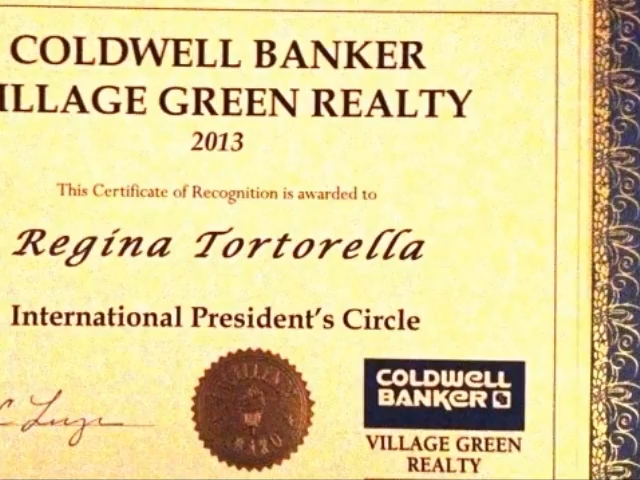 COLDWELL BANKER
ILLAGE GREEN REALTY
2013
This Certificate of Recognition is awarded to
Regina Tortorella
International President's Circle
COLDWELL
BANKER
VILLAGE GREEN
REALTY